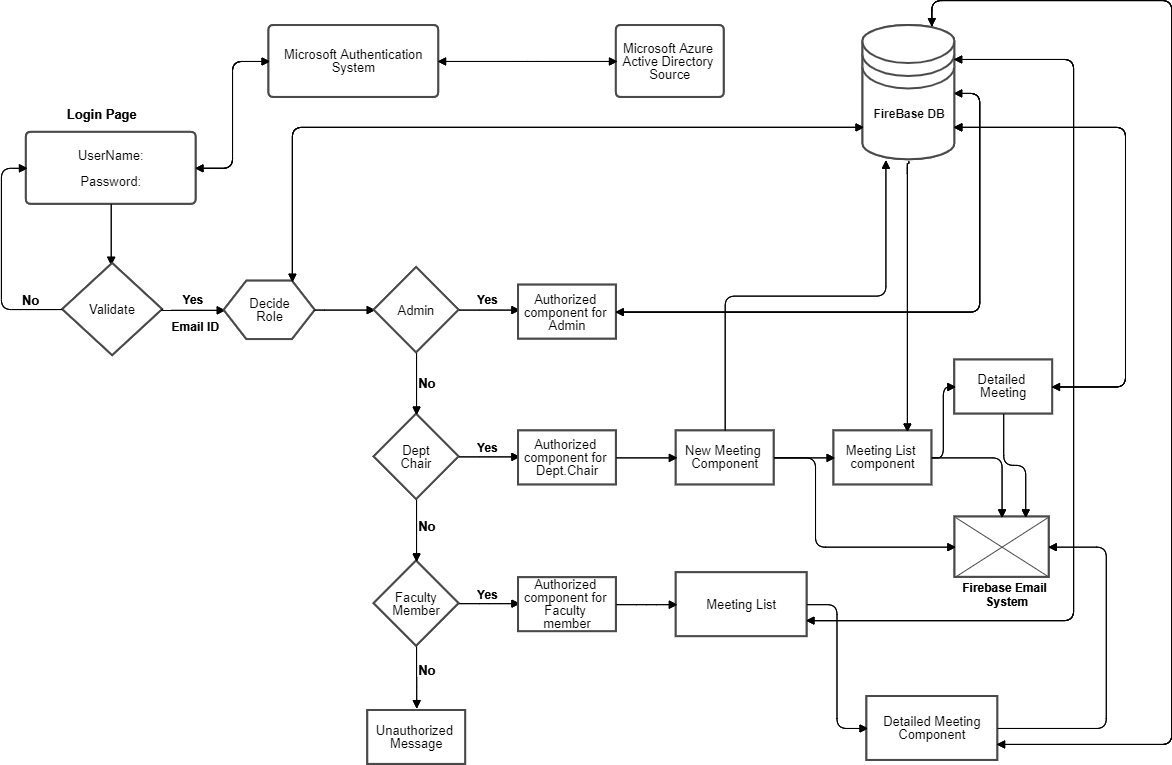 Microsoft Authentication
System
Microsoft Azure
Active Directory
Source
Login Page
FireBase DB
UserName:
Password:
No
Validate
Yes
Email ID
Decide
Role
Admin
Yes
Authorized
component for
Admin
No
Detailed
Meeting
Dept
Chair
Yes
Authorized
component for
Dept.Chair
New Meeting
Component
Meeting List
component
No
Firebase Email
System
Faculty
Member
Yes
Authorized
component for
Faculty
member
Meeting List
No
Unauthorized
Message
Detailed Meeting
Component